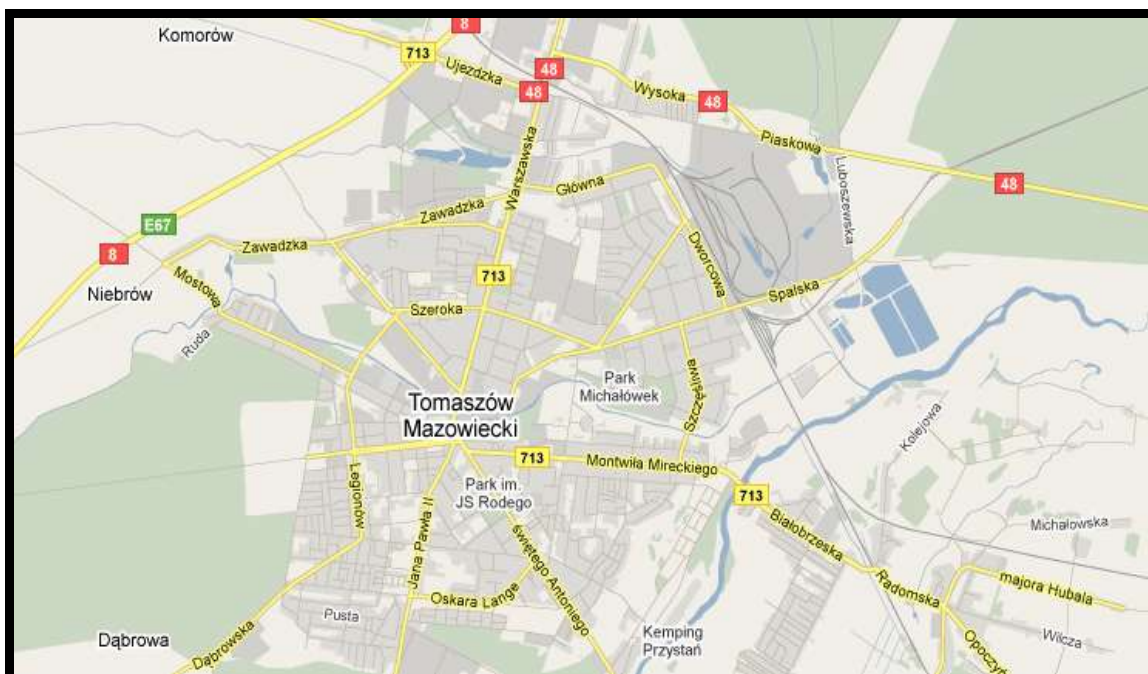 8
Komorów
713
Ujezdzka
48
48
Wysoka
48
Piaskowa
Warszawska
Luboszewska
Główna
48
Zawadzka
E67
Zawadzka
8
Dworcowa
Mostowa
713
Niebrów
Spalska
Szeroka
Ruda
Park
Michałówek
Szczęśliwa
Tomaszów
Mazowiecki
Kolejowa
713
Montwiła Mireckiego
Legionów
Park im.
JS Rodego
713
Jana Pawła II
Białobrzeska
Michałowska
świętego Antoniego
Radomska
majora Hubala
Oskara Lange
Pusta
Kemping
Przystań
Wilcza
Dąbrowa
Dąbrowska
Opoczyń